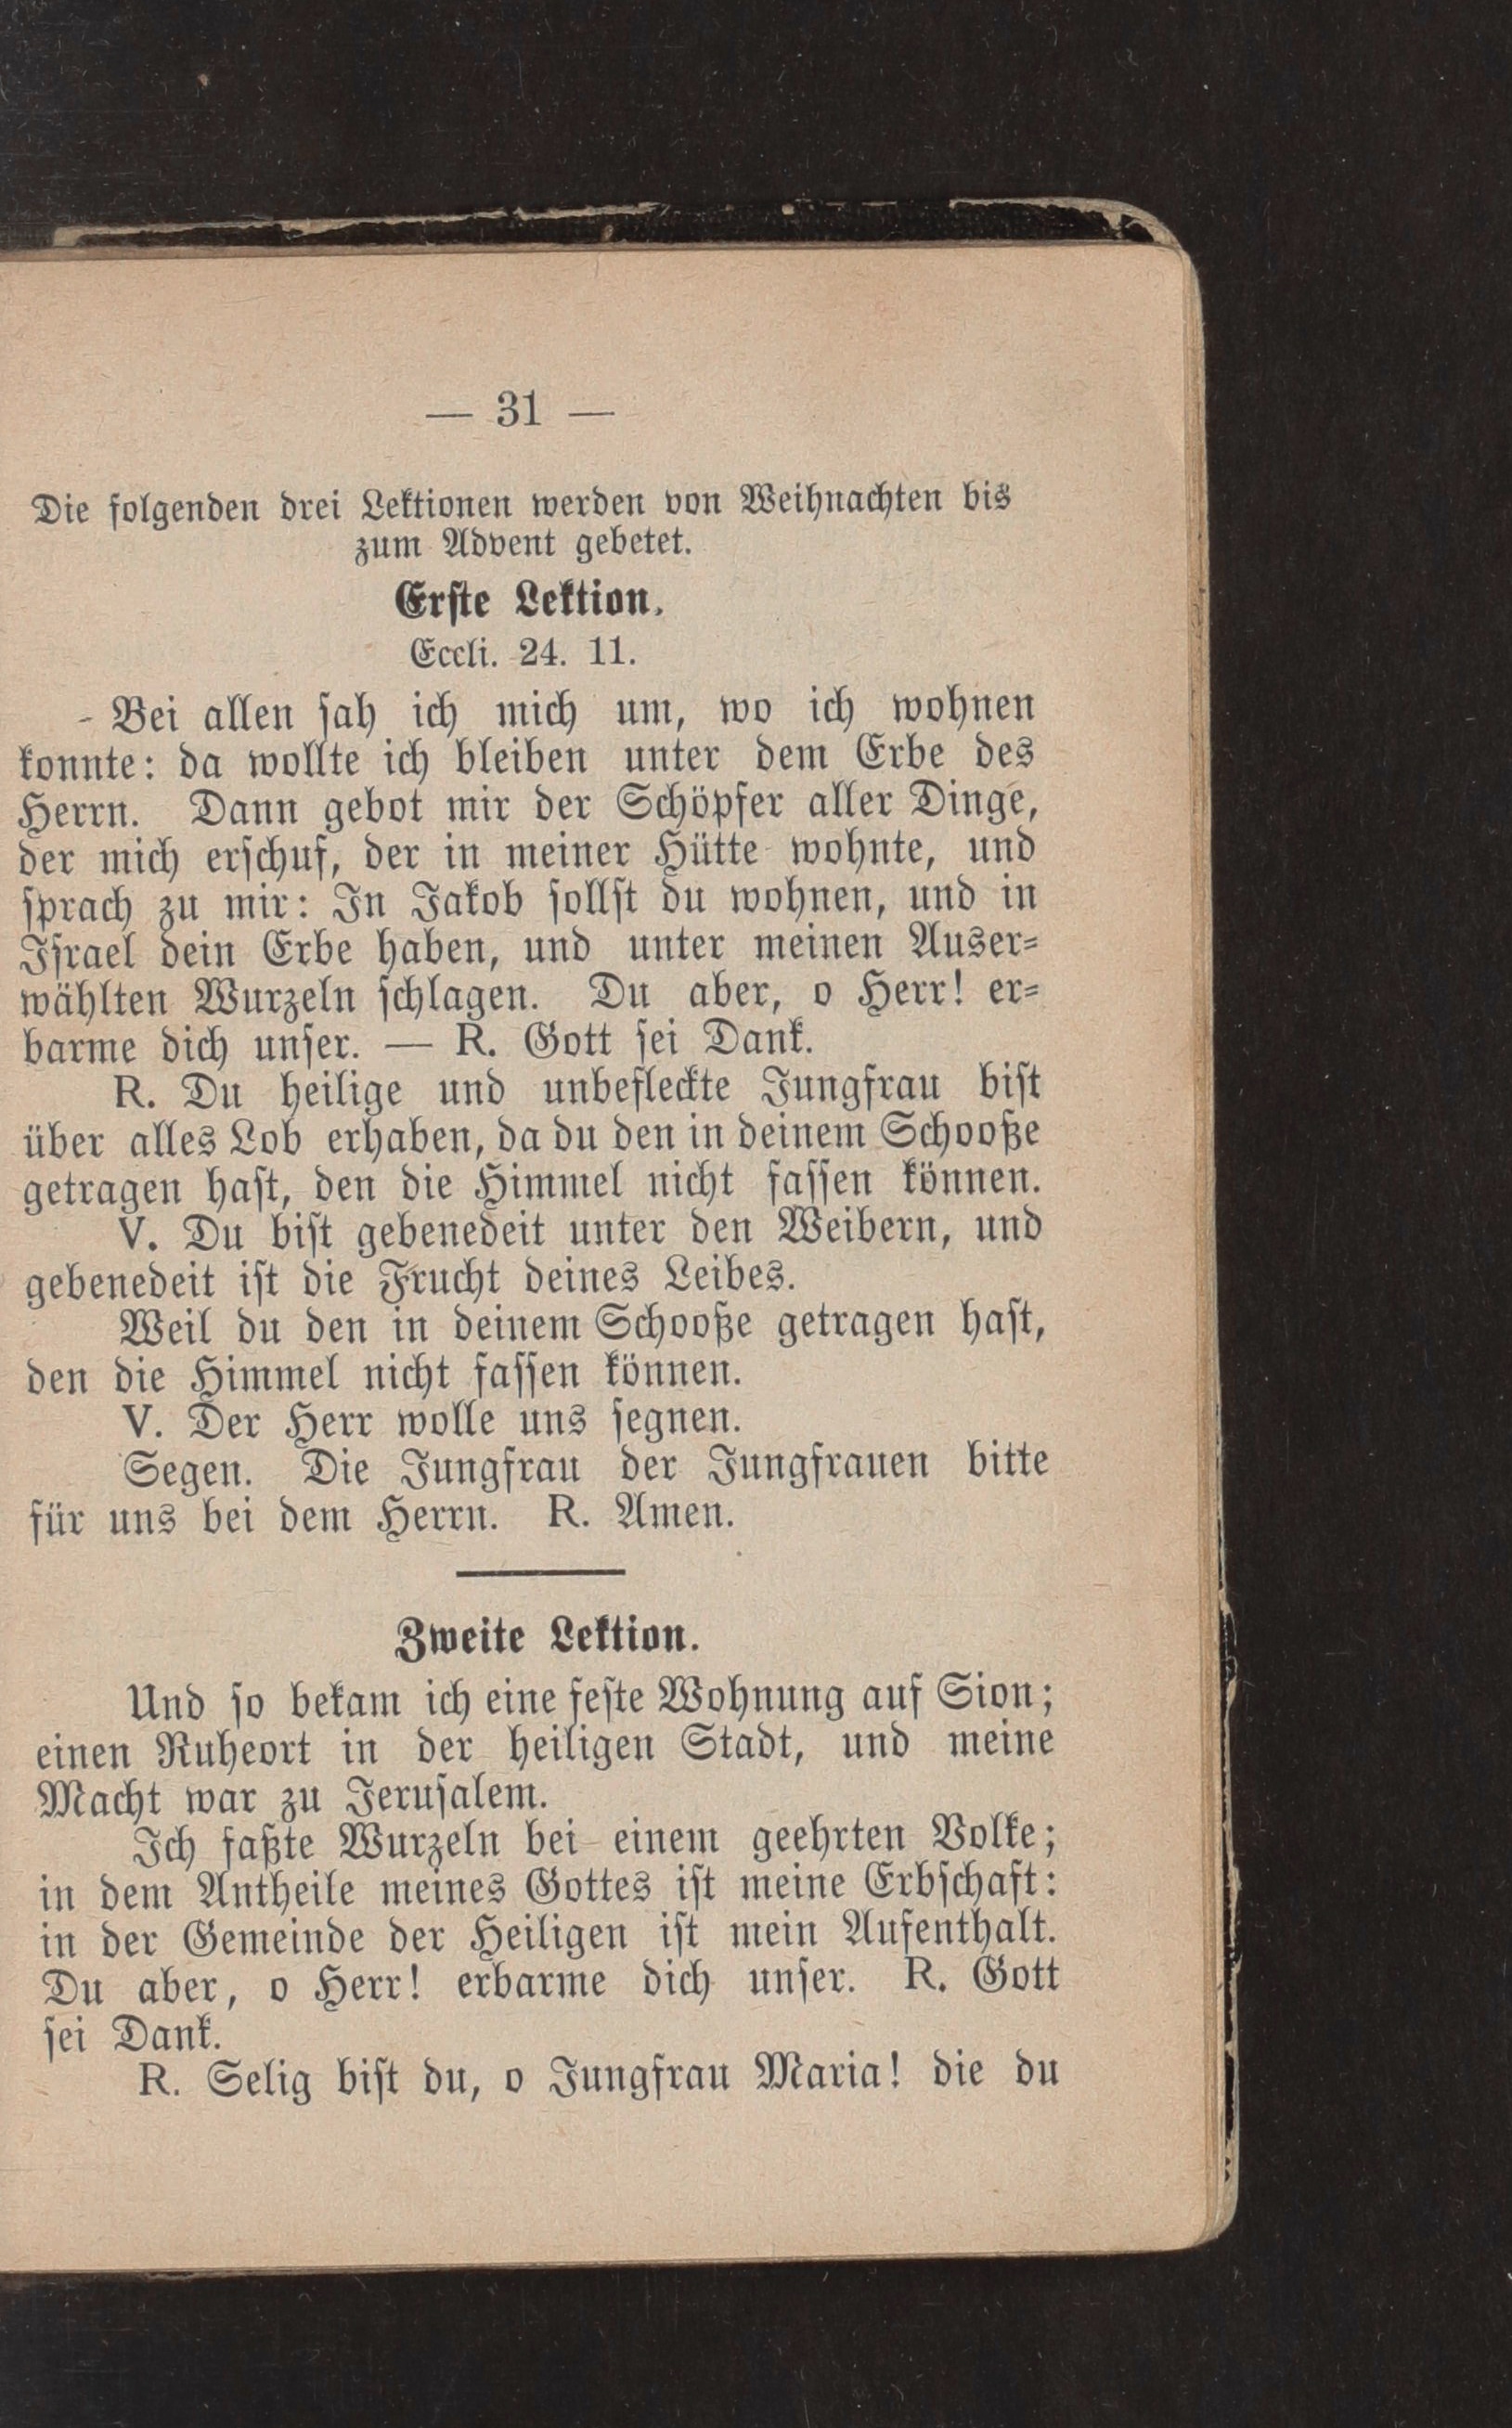 — 31 —
Die folgenden drei Lektionen werden von Weihnachten bis
zum Advent gebetet.
Erste Lektion.
Eccli. 24. 11.
Bei allen sah ich mich um, wo ich wohnen
konnte: da wollte ich bleiben unter dem Erbe des
Herrn. Dann gebot mir der Schöpfer aller Dinge,
der mich erschuf, der in meiner Hütte wohnte, und
sprach zu mir: In Jakob sollst du wohnen, und in
Israel dein Erbe haben, und unter meinen Auser-
wählten Wurzeln schlagen. Du aber, o Herr! er-
barme dich unser. — R. Gott sei Dank.
R. Du heilige und unbefleckte Jungfrau bist
über alles Lob erhaben, da du den in deinem Schooße
getragen hast, den die Himmel nicht fassen können.
V. Du bist gebenedeit unter den Weibern, und
gebenedeit ist die Frucht deines Leibes.
Weil du den in deinem Schooße getragen hast,
den die Himmel nicht fassen können.
V. Der Herr wolle uns segnen.
Segen. Die Jungfrau der Jungfrauen bitte
für uns bei dem Herrn. R. Amen.
Zweite Lektion.
Und so bekam ich eine feste Wohnung auf Sion;
einen Ruheort in der heiligen Stadt, und meine
Macht war zu Jerusalem.
Ich faßte Wurzeln bei einem geehrten Volke;
in dem Antheile meines Gottes ist meine Erbschaft:
in der Gemeinde der Heiligen ist mein Aufenthalt.
Du aber, o Herr! erbarme dich unser. R. Gott
sei Dank.
R. Selig bist du, o Jungfrau Maria! die du